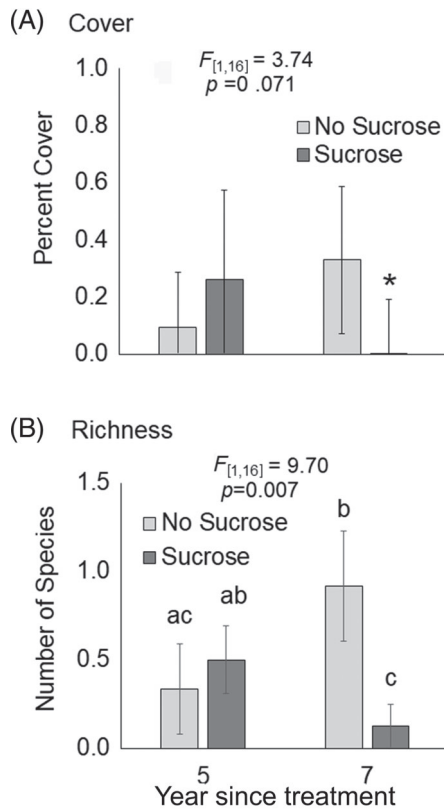 (A) Cover
F[1,16] = 3.74
p =0 .071
No Sucrose
Sucrose
Percent Cover
1.0
0.8
0.6
0.4
0.2
0.0
*
(B) Richness
F[1,16] = 9.70
p=0.007
No Sucrose
Sucrose
Number of Species
1.5
1.0
0.5
0.0
ac
ab
b
c
5 7
Year since treatment